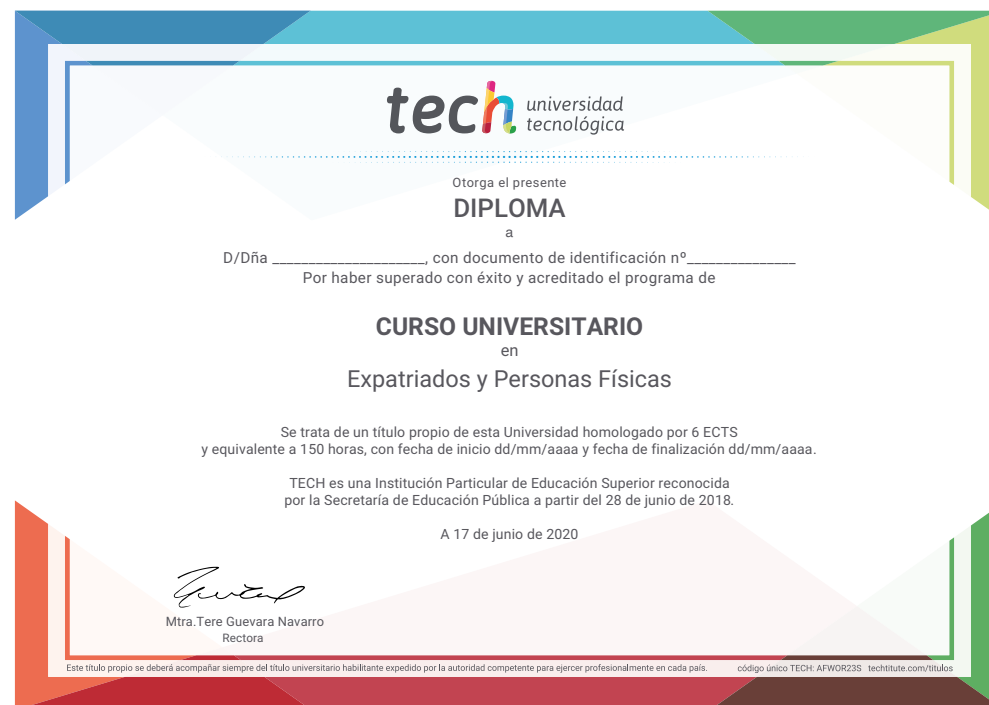 tech universidad
tecnológica
Otorga el presente
DIPLOMA
a
D/Dña ______________________, con documento de identificación nº_______________
Por haber superado con éxito y acreditado el programa de
CURSO UNIVERSITARIO
en
Expatriados y Personas Físicas
Se trata de un título propio de esta Universidad homologado por 6 ECTS
y equivalente a 150 horas, con fecha de inicio dd/mm/aaaa y fecha de finalización dd/mm/aaaa.
TECH es una Institución Particular de Educación Superior reconocida
por la Secretaría de Educación Pública a partir del 28 de junio de 2018.
A 17 de junio de 2020
Mtra.Tere Guevara Navarro
Rectora
Este título propio se deberá acompañar siempre del título universitario habilitante expedido por la autoridad competente para ejercer profesionalmente en cada país. código único TECH: AFWOR23S techtitute.com/titulos